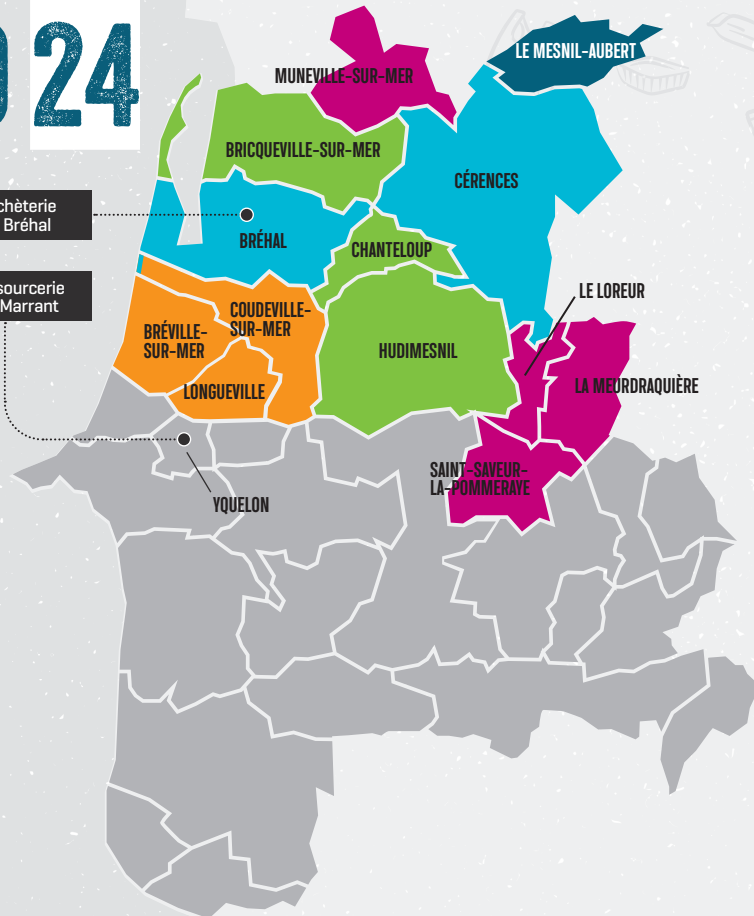 24
MUNEVILLE-SUR-MER
LE MESNIL-AUBERT
BRICQUEVILLE-SUR-MER
CÉRENCES
chèterie
Bréhal
BRÉHAL
CHANTELOUP
sourcerie
Marrant
LE LOREUR
COUDEVILLE-
SUR-MER
BRÉVILLE-
SUR-MER
HUDIMESNIL
LONGUEVILLE
LA MEURDRAQUIÈRE
SAINT-SAVEUR-
LA-POMMERAYE
YQUELON